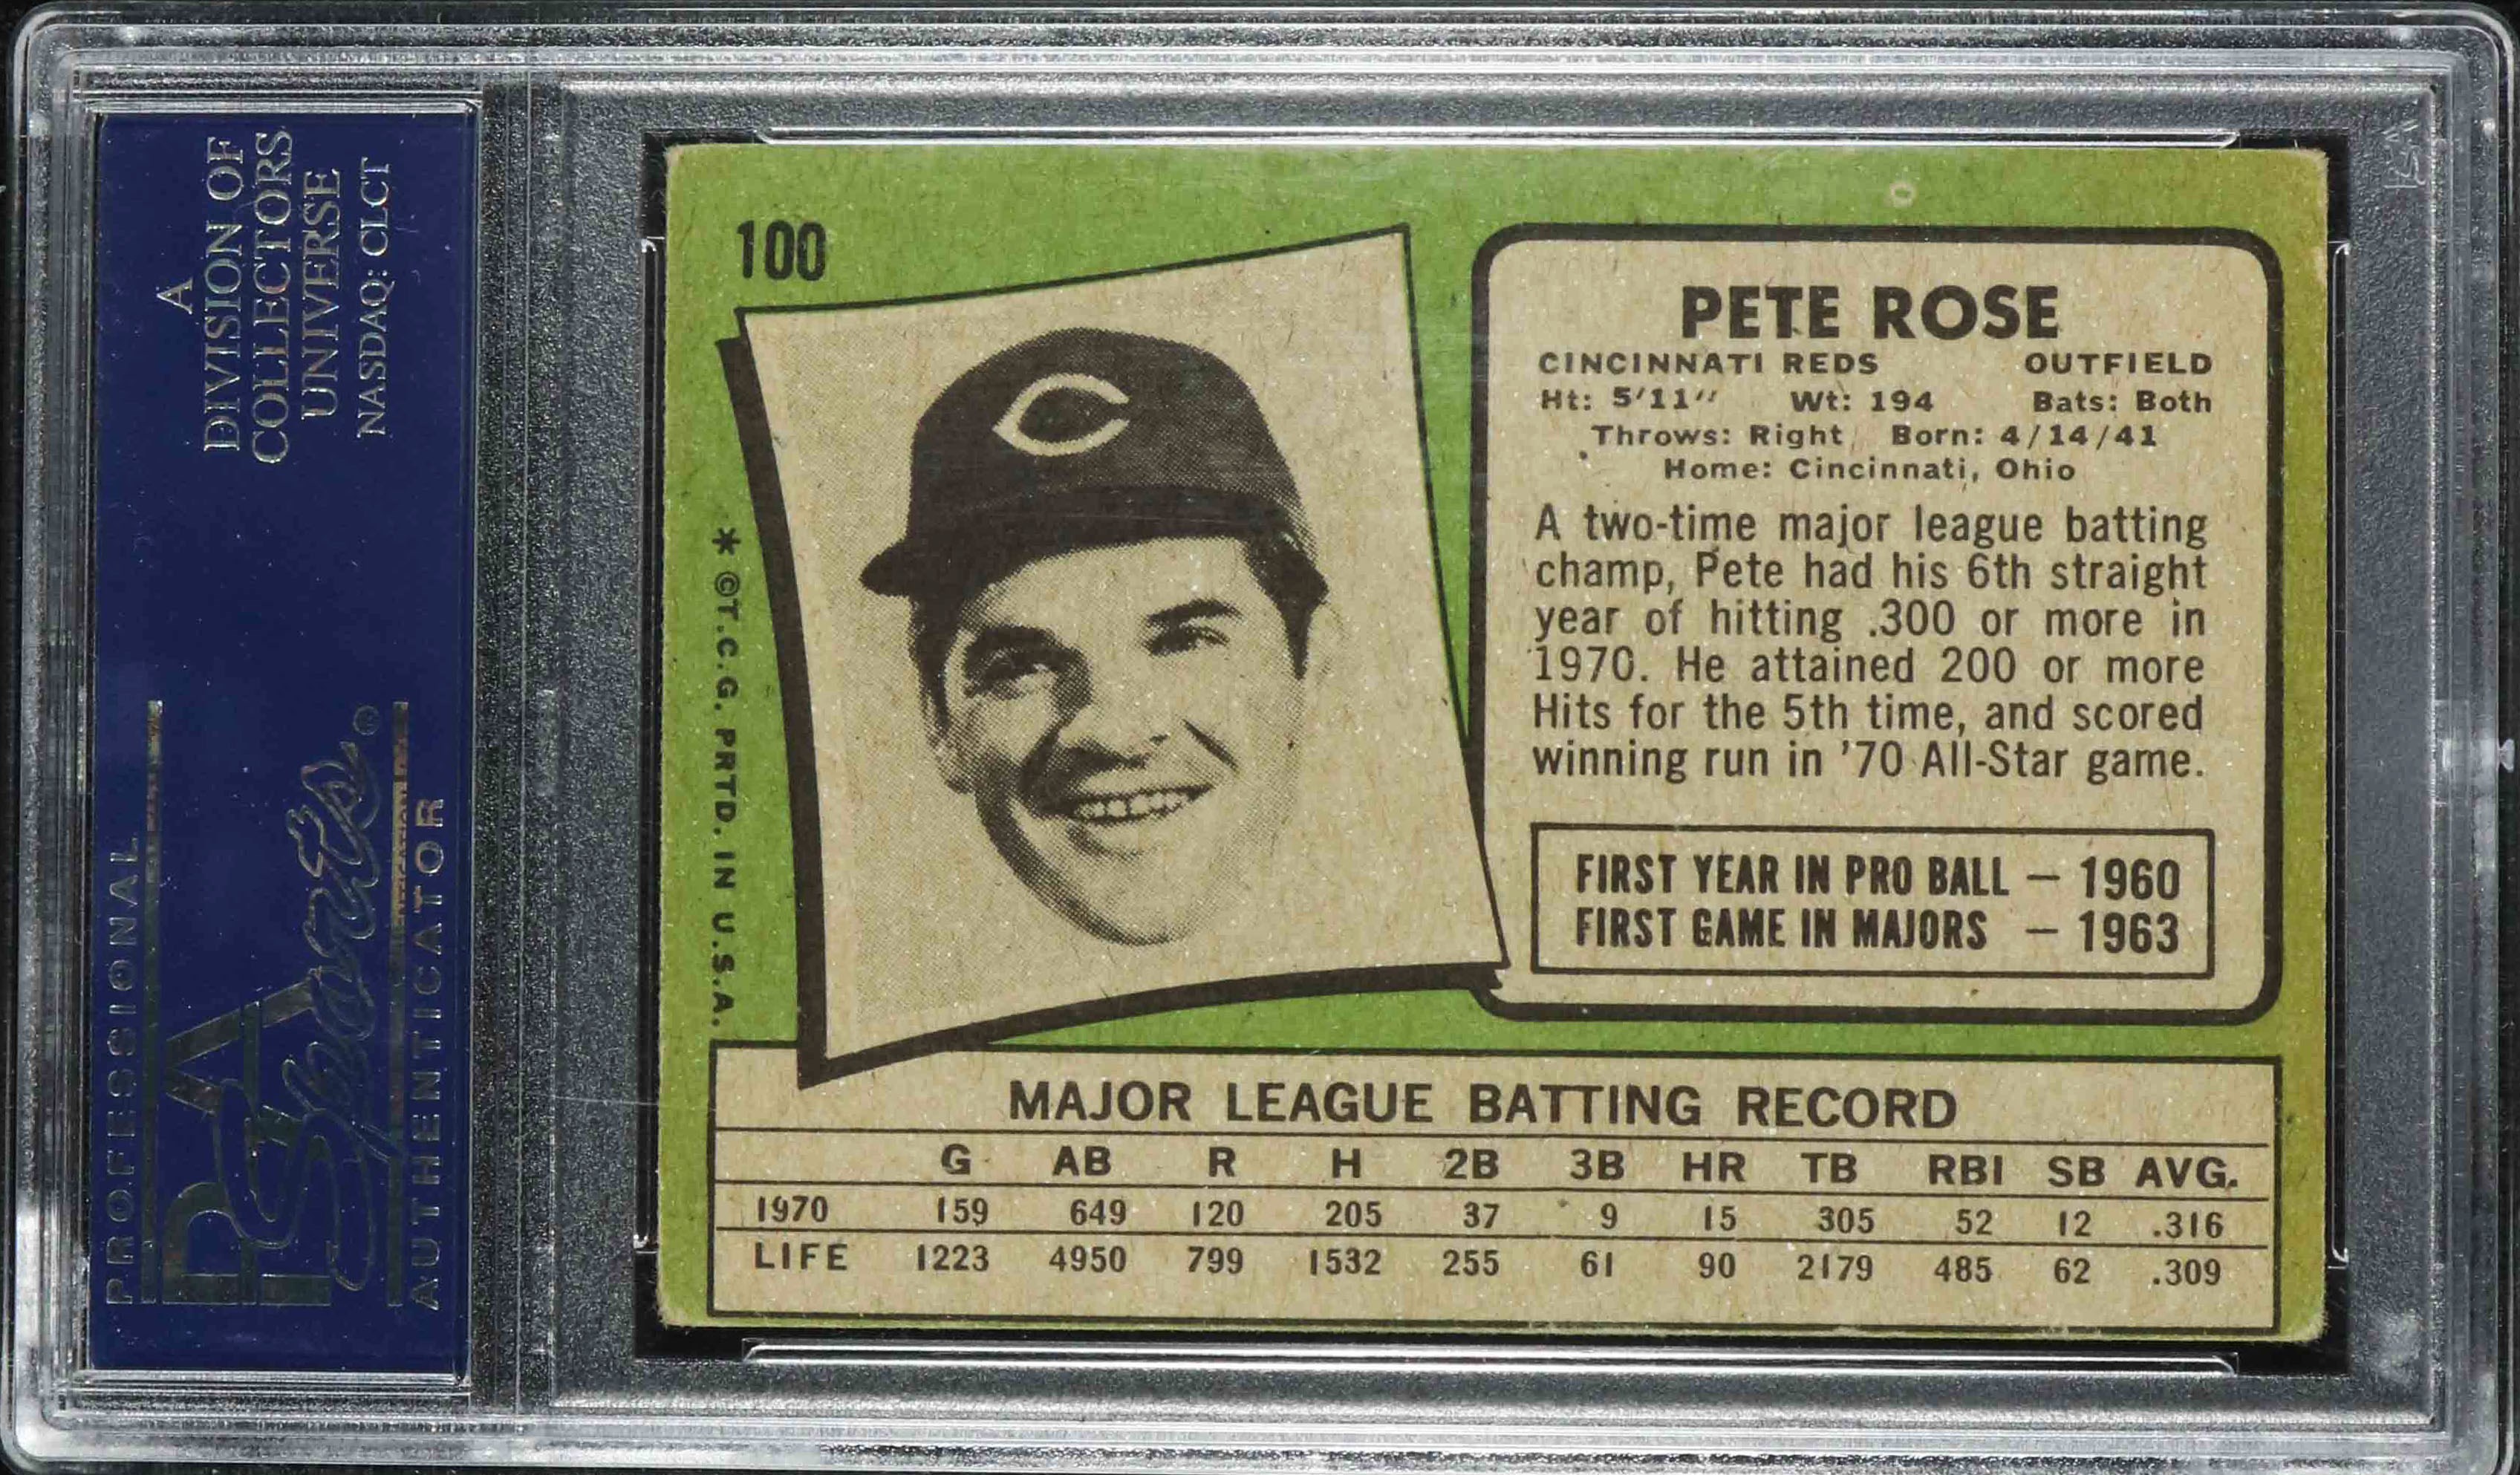 A
DIVISION OF
COLLECTORS
UNIVERSE
NASDAQ: CLCT
PROFESSIONAL
PSA
Sports®
AUTHENTICATOR
100
* ©T.C.G. PRTD. IN U.S.A.
PETE ROSE
CINCINNATI REDS OUTFIELD
Ht: 5'11" Wt: 194 Bats: Both
Throws: Right Born: 4/14/41
Home: Cincinnati, Ohio
A two-time major league batting
champ, Pete had his 6th straight
year of hitting .300 or more in
1970. He attained 200 or more
Hits for the 5th time, and scored
winning run in '70 All-Star game.
FIRST YEAR IN PRO BALL — 1960
FIRST GAME IN MAJORS — 1963
MAJOR LEAGUE BATTING RECORD
G AB R H 2B 3B HR TB RBI SB AVG.
1970 159 649 120 205 37 9 15 305 52 12 .316
LIFE 1223 4950 799 1532 255 61 90 2179 485 62 .309